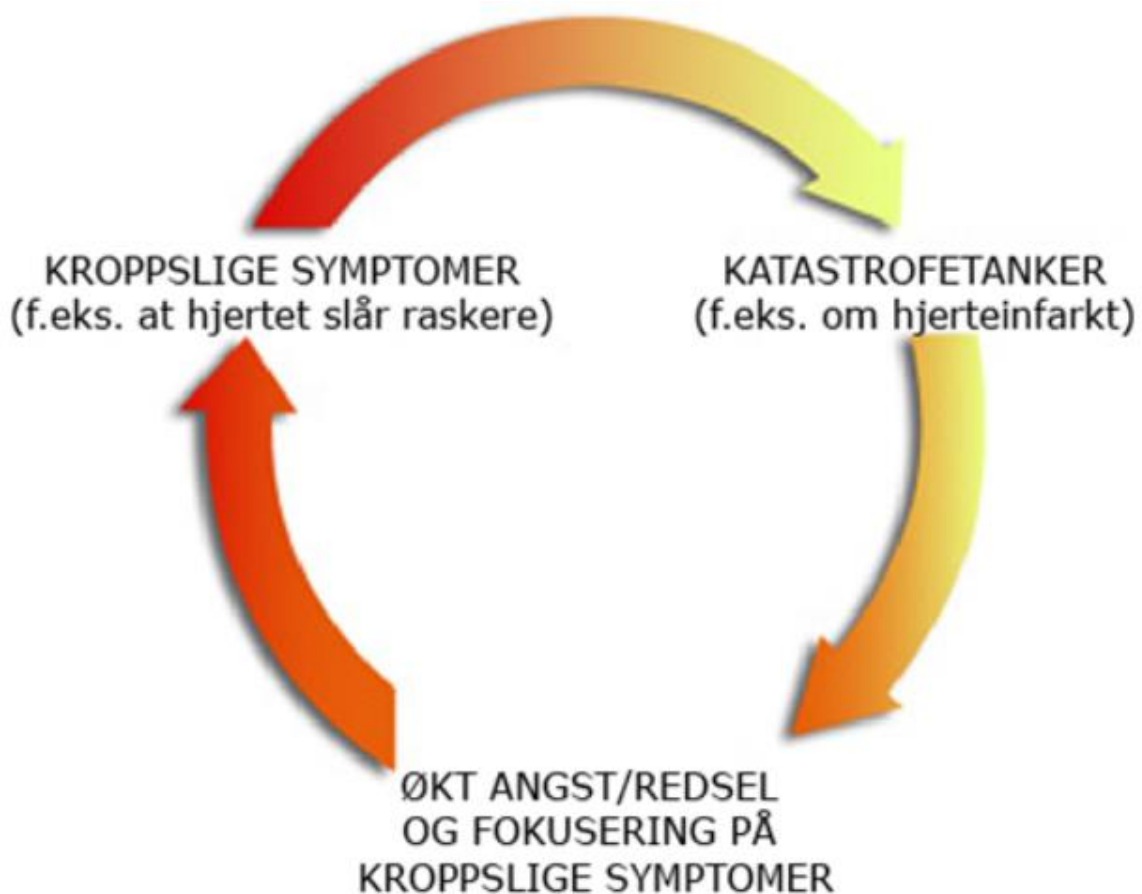 KROPPSLIGE SYMPTOMER
(f.eks. at hjertet slår raskere)
KATASTROFETANKER
(f.eks. om hjerteinfarkt)
ØKT ANGST/REDSEL
OG FOKUSERING PÅ
KROPPSLIGE SYMPTOMER